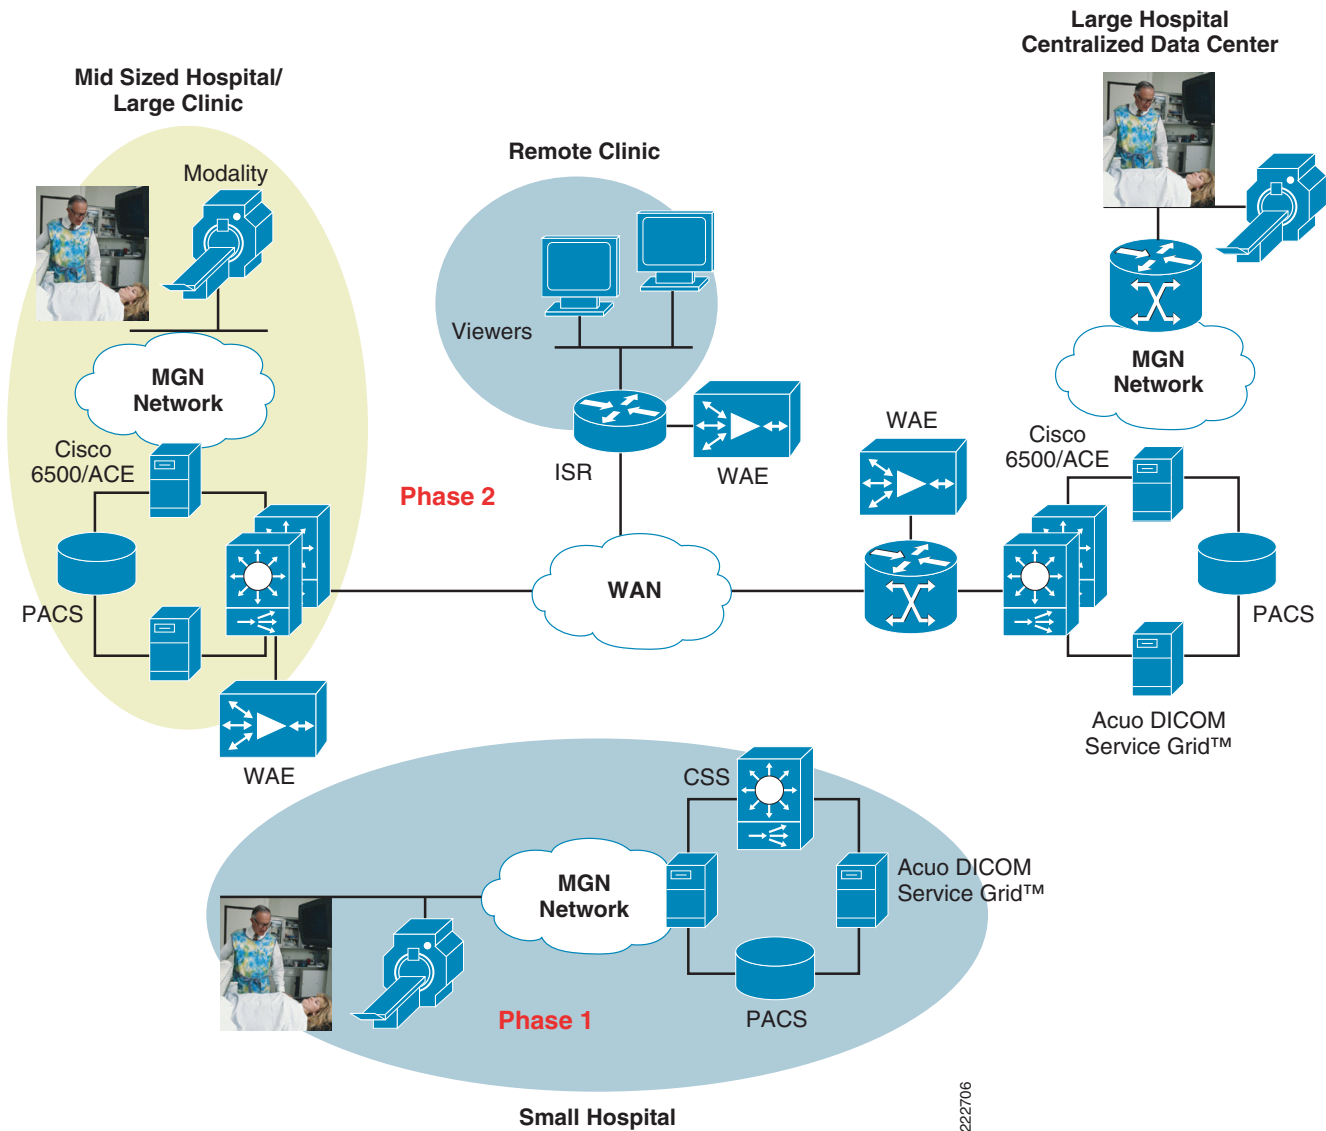 Large Hospital
Centralized Data Center
Mid Sized Hospital/
Large Clinic
Remote Clinic
Modality
Viewers
MGN
Network
MGN
Network
Cisco
6500/ACE
ISR
WAE
WAE
Cisco
6500/ACE
Phase 2
WAN
PACS
PACS
Acuo DICOM
Service Grid™
WAE
CSS
MGN
Network
Acuo DICOM
Service Grid™
Phase 1
PACS
Small Hospital
222706